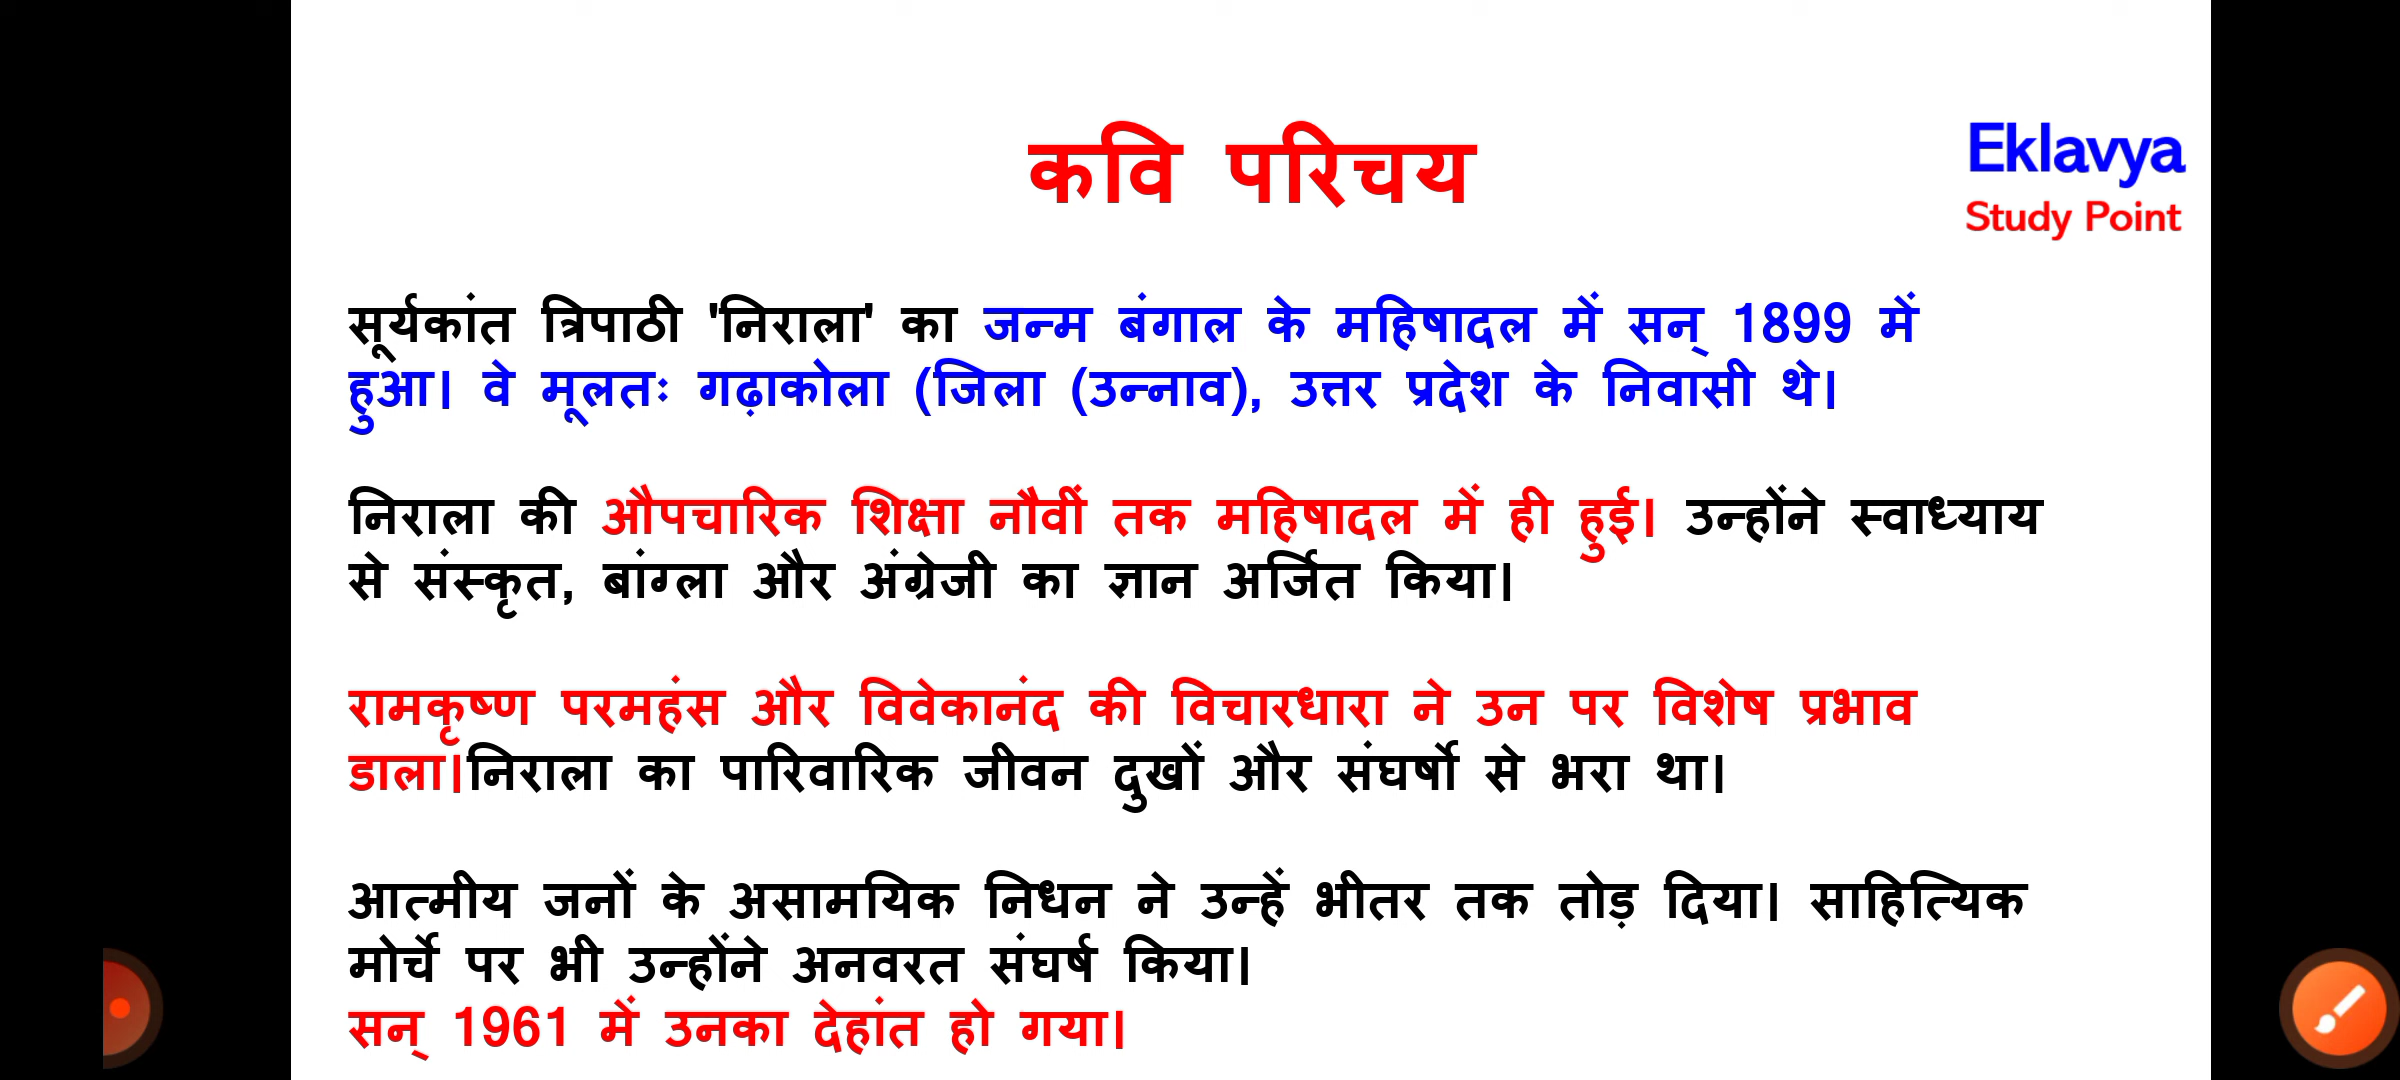 कवि परिचय
Eklavya
Study Point
सूर्यकांत त्रिपाठी 'निराला' का जन्म बंगाल के महिषादल में सन् 1899 में
हुआ। वे मूलतः गढ़ाकोला (जिला (उन्नाव), उत्तर प्रदेश के निवासी थे।
निराला की औपचारिक शिक्षा नौवीं तक महिषादल में ही हुई। उन्होंने स्वाध्याय
से संस्कृत, बांग्ला और अंग्रेजी का ज्ञान अर्जित किया।
रामकृष्ण परमहंस और विवेकानंद की विचारधारा ने उन पर विशेष प्रभाव
डाला।निराला का पारिवारिक जीवन दुखों और संघर्षो से भरा था।
आत्मीय जनों के असामयिक निधन ने उन्हें भीतर तक तोड़ दिया। साहित्यिक
मोर्चे पर भी उन्होंने अनवरत संघर्ष किया।
सन् 1961 में उनका देहांत हो गया।